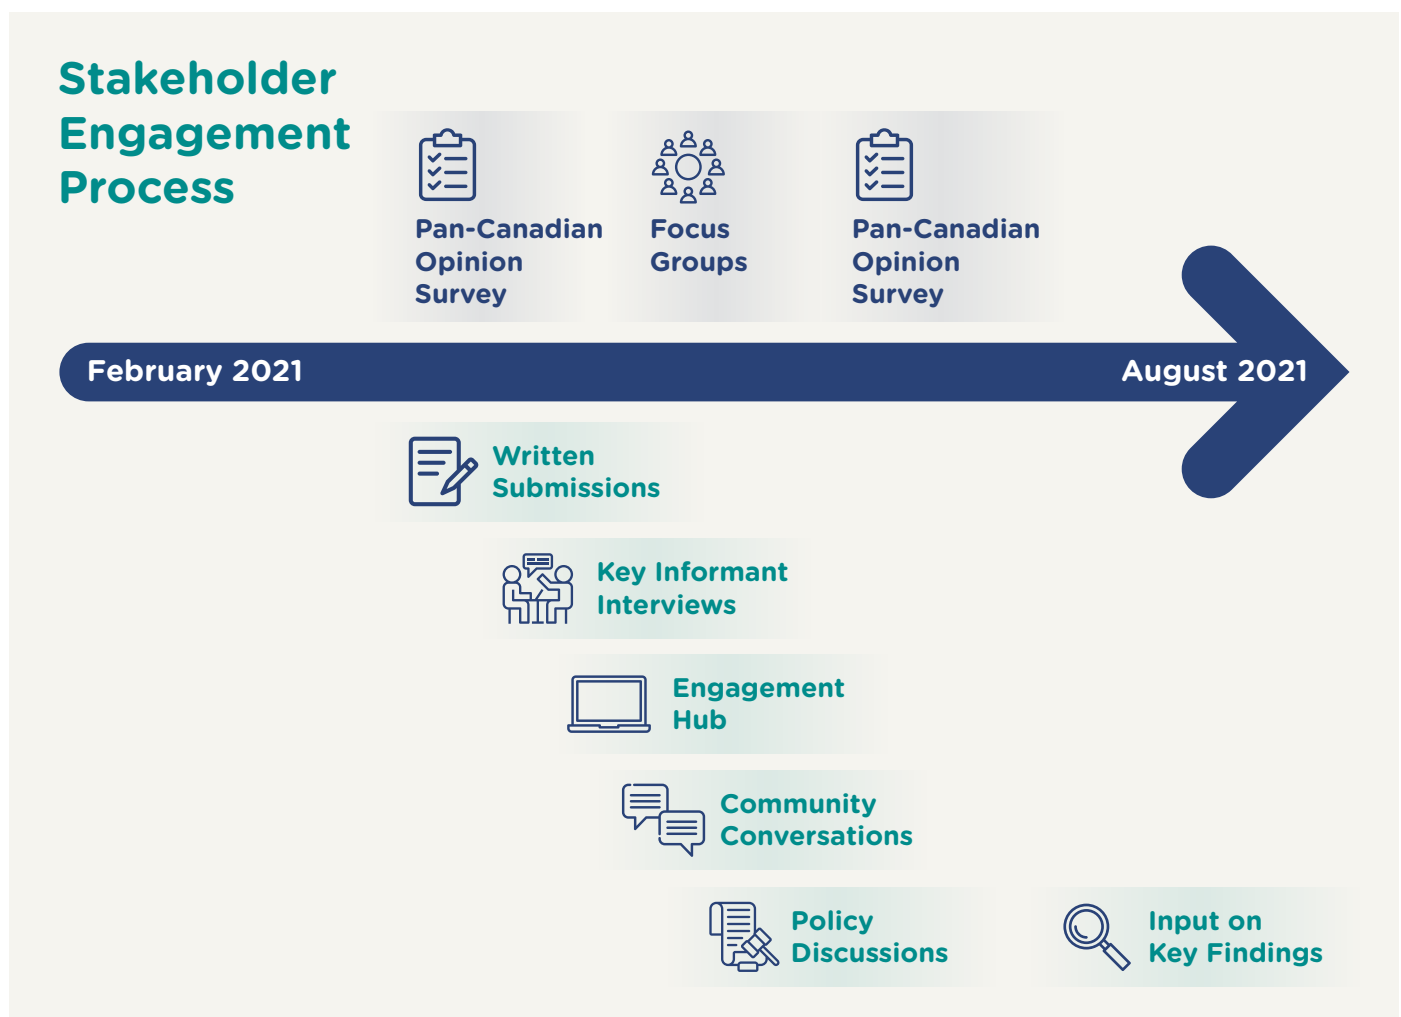 Stakeholder
Engagement
Process
Pan-Canadian
Opinion
Survey
Focus
Groups
Pan-Canadian
Opinion
Survey
February 2021
August 2021
Written
Submissions
Key Informant
Interviews
Engagement
Hub
Community
Conversations
Policy
Discussions
Input on
Key Findings